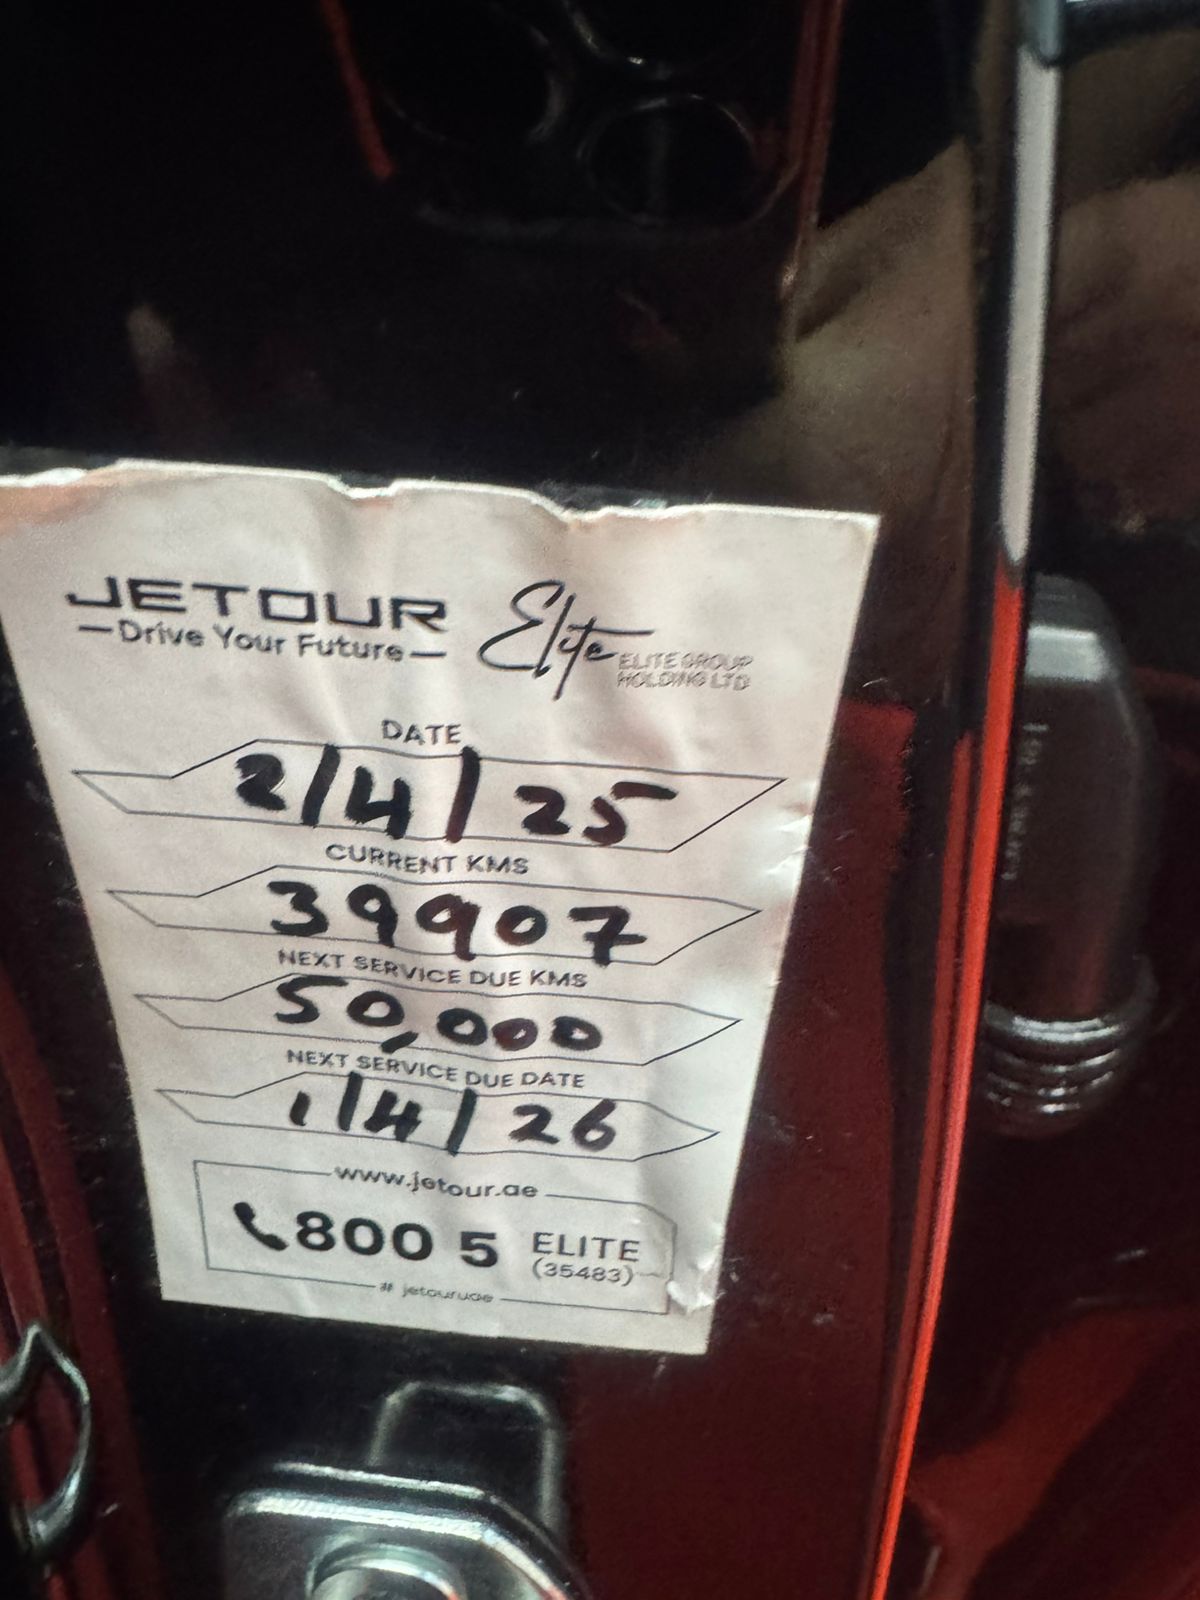 JETOUR Elite
—Drive Your Future— ELITE GROUP
HOLDING LTD
DATE
2/4/25
CURRENT KMS
39907
NEXT SERVICE DUE KMS
50,000
NEXT SERVICE DUE DATE
1/4/26
www.jetour.ae
800 5 ELITE
(35483)
# jetouruae